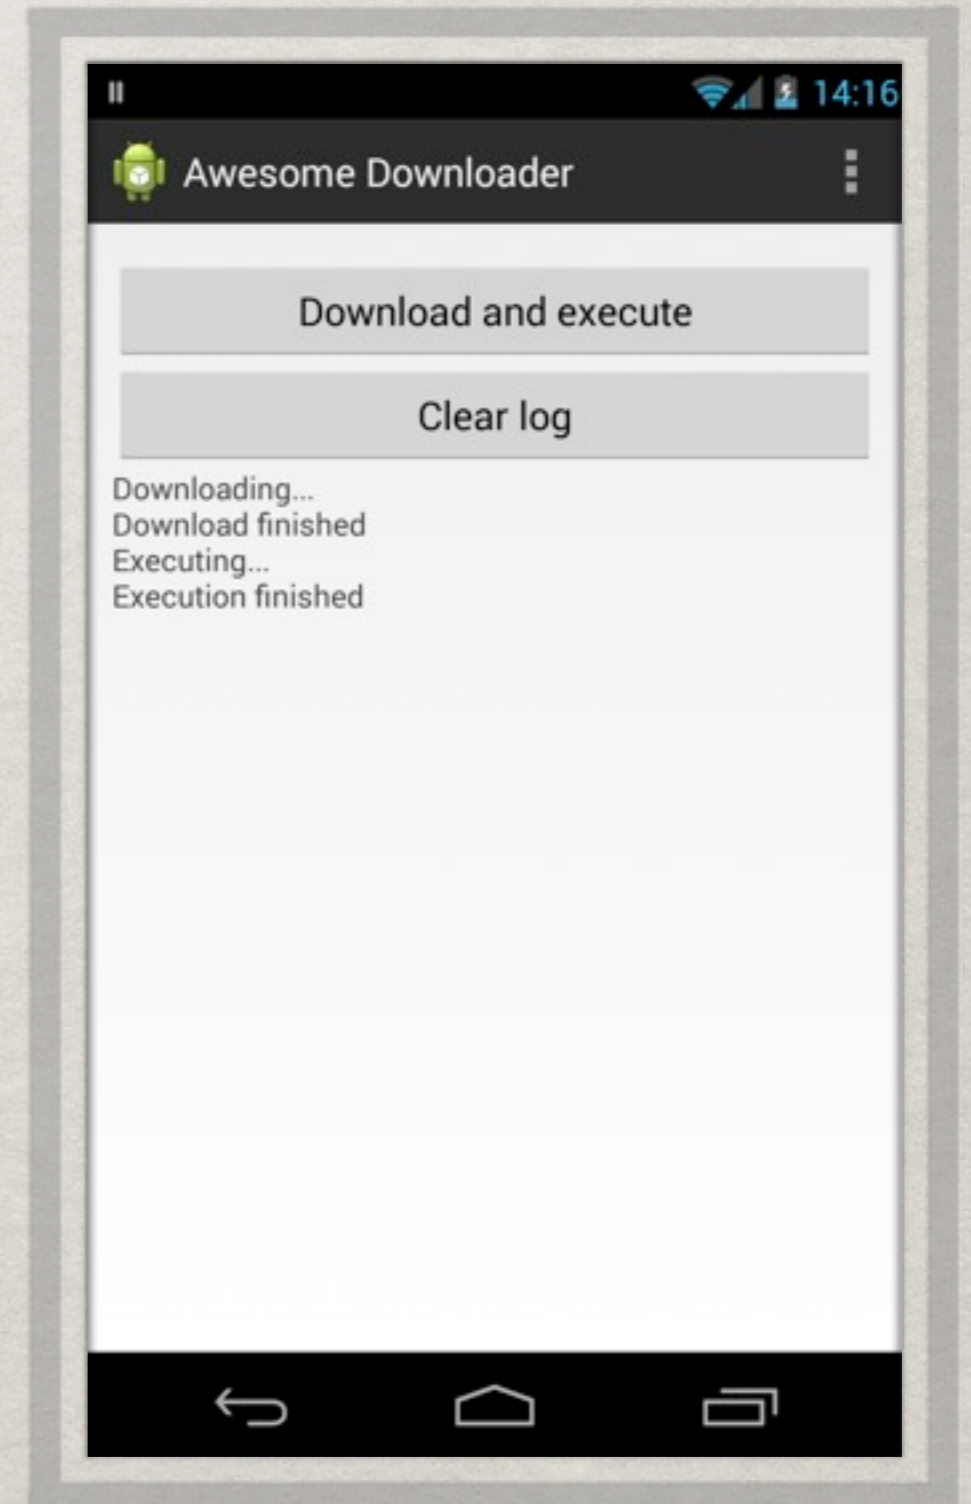 14:16
Awesome Downloader
Download and execute
Clear log
Downloading...
Download finished
Executing...
Execution finished